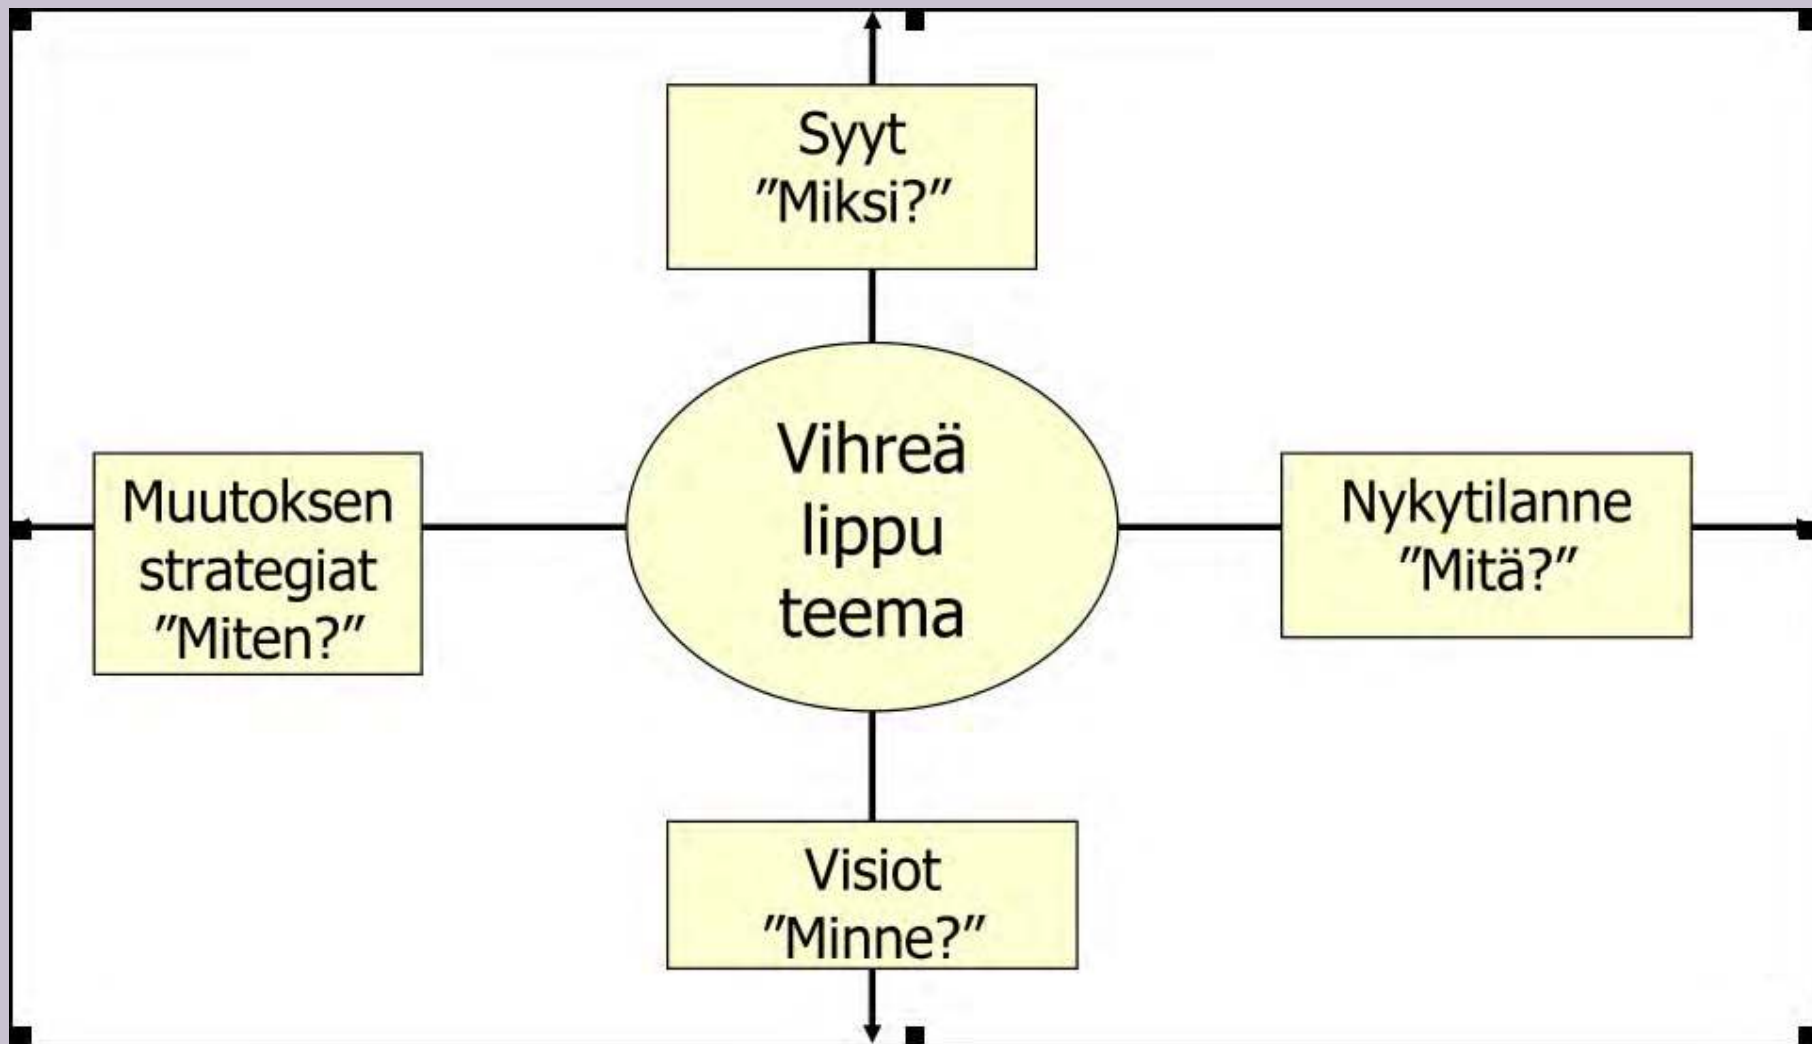 Syyt
”Miksi?”
Muutoksen
strategiat
”Miten?”
Vihreä
lippu
teema
Nykytilanne
”Mitä?”
Visiot
”Minne?”